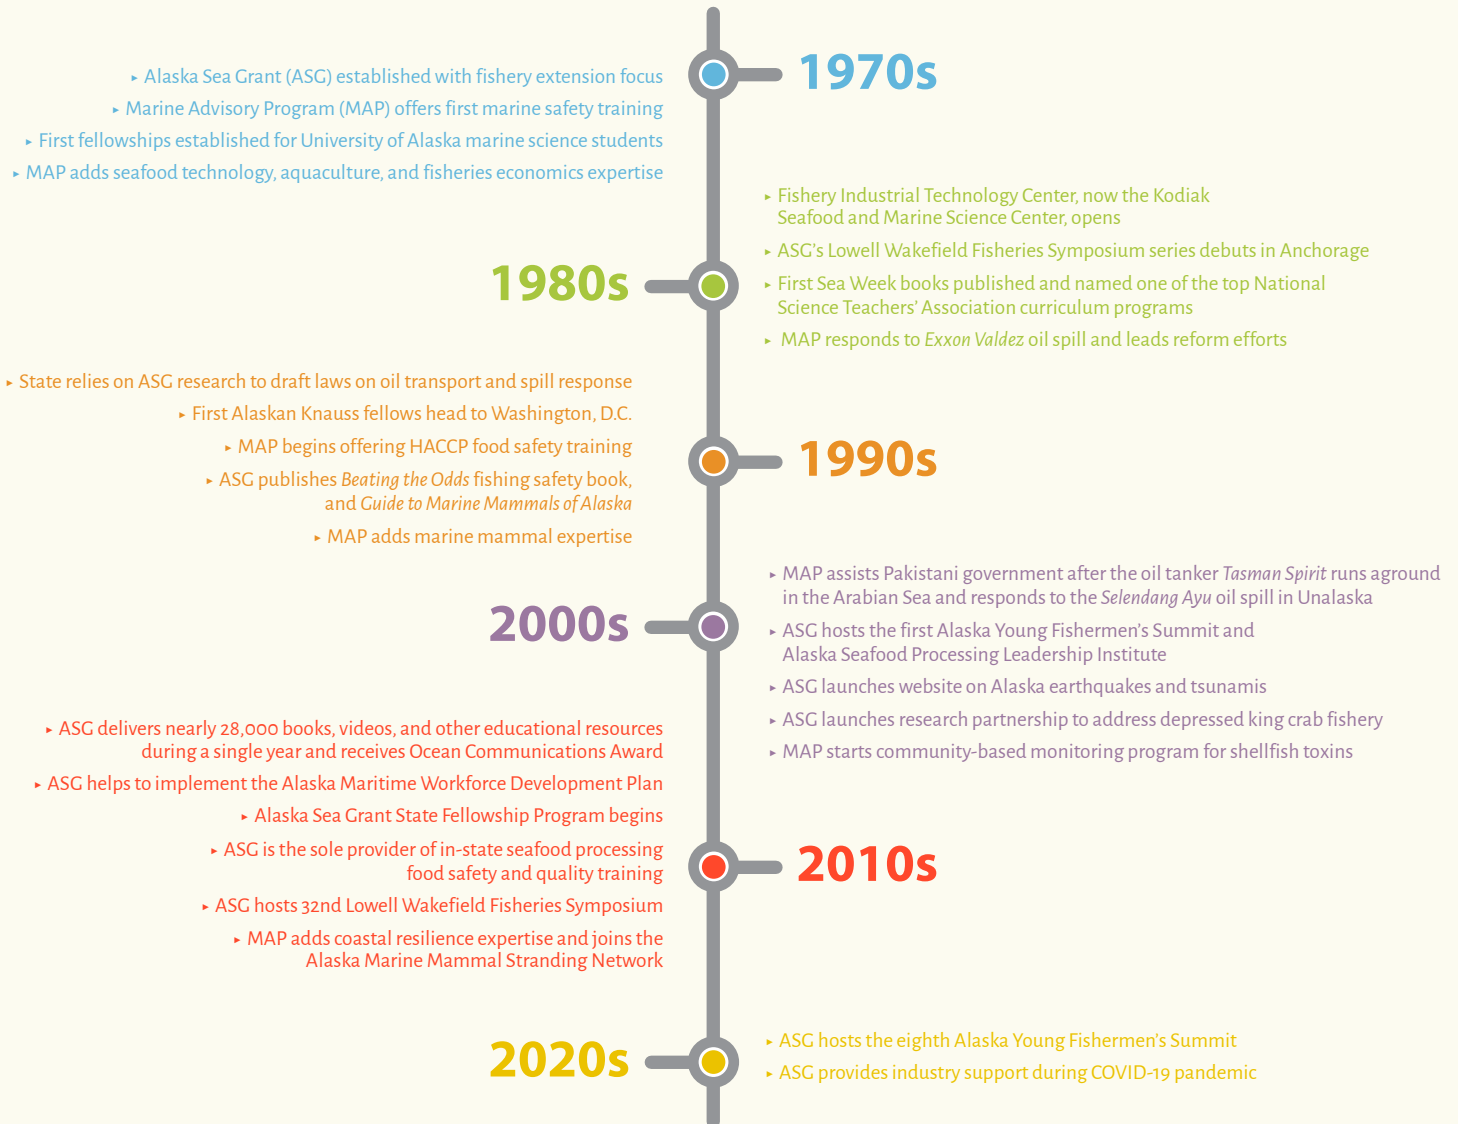 1970s
▸ Alaska Sea Grant (ASG) established with fishery extension focus
▸ Marine Advisory Program (MAP) offers first marine safety training
▸ First fellowships established for University of Alaska marine science students
▸ MAP adds seafood technology, aquaculture, and fisheries economics expertise
1980s
▸ Fishery Industrial Technology Center, now the Kodiak
Seafood and Marine Science Center, opens
▸ ASG’s Lowell Wakefield Fisheries Symposium series debuts in Anchorage
▸ First Sea Week books published and named one of the top National
Science Teachers' Association curriculum programs
▸ MAP responds to Exxon Valdez oil spill and leads reform efforts
1990s
▸ State relies on ASG research to draft laws on oil transport and spill response
▸ First Alaskan Knauss fellows head to Washington, D.C.
▸ MAP begins offering HACCP food safety training
▸ ASG publishes Beating the Odds fishing safety book,
and Guide to Marine Mammals of Alaska
▸ MAP adds marine mammal expertise
2000s
▸ MAP assists Pakistani government after the oil tanker Tasman Spirit runs aground
in the Arabian Sea and responds to the Selendang Ayu oil spill in Unalaska
▸ ASG hosts the first Alaska Young Fishermen’s Summit and
Alaska Seafood Processing Leadership Institute
▸ ASG launches website on Alaska earthquakes and tsunamis
▸ ASG launches research partnership to address depressed king crab fishery
▸ MAP starts community-based monitoring program for shellfish toxins
2010s
▸ ASG delivers nearly 28,000 books, videos, and other educational resources
during a single year and receives Ocean Communications Award
▸ ASG helps to implement the Alaska Maritime Workforce Development Plan
▸ Alaska Sea Grant State Fellowship Program begins
▸ ASG is the sole provider of in-state seafood processing
food safety and quality training
▸ ASG hosts 32nd Lowell Wakefield Fisheries Symposium
▸ MAP adds coastal resilience expertise and joins the
Alaska Marine Mammal Stranding Network
2020s
▸ ASG hosts the eighth Alaska Young Fishermen’s Summit
▸ ASG provides industry support during COVID-19 pandemic